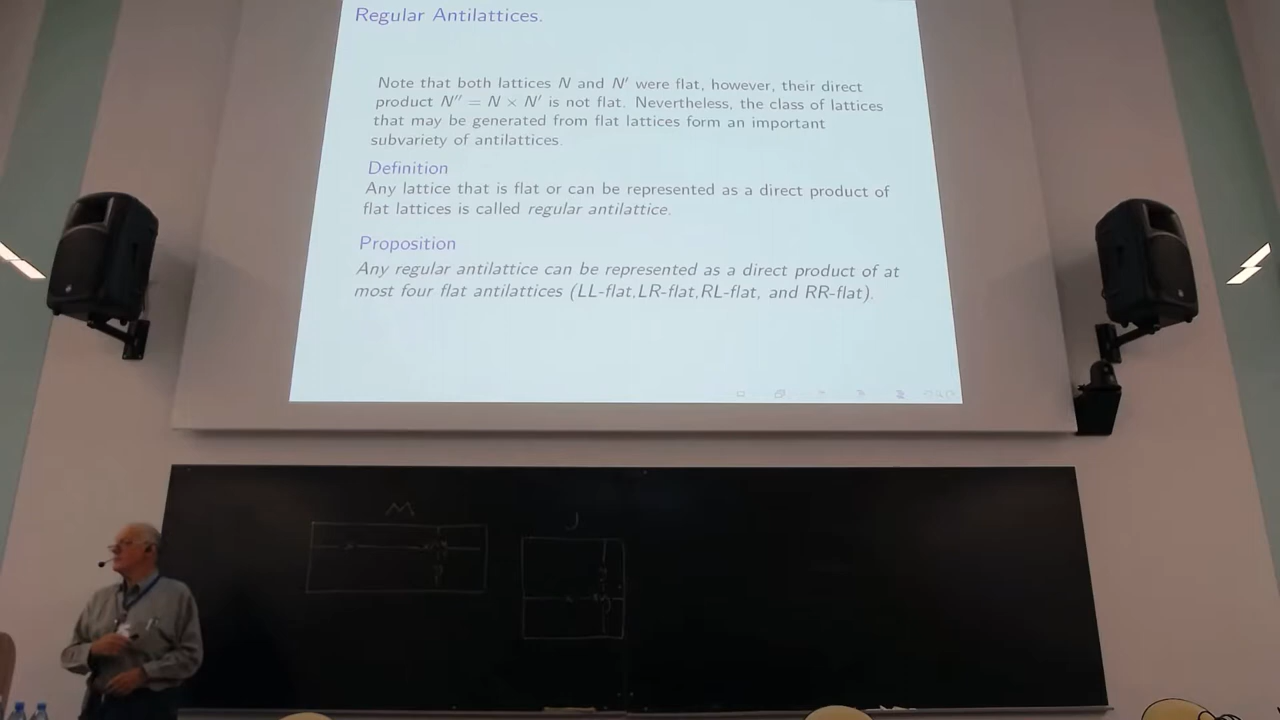 Regular Antilattices.
Note that both lattices N and N′ were flat, however, their direct
product N″ = N × N′ is not flat. Nevertheless, the class of lattices
that may be generated from flat lattices form an important
subvariety of antilattices.
Definition
Any lattice that is flat or can be represented as a direct product of
flat lattices is called regular antilattice.
Proposition
Any regular antilattice can be represented as a direct product of at
most four flat antilattices (LL-flat,LR-flat,RL-flat, and RR-flat).
M
J